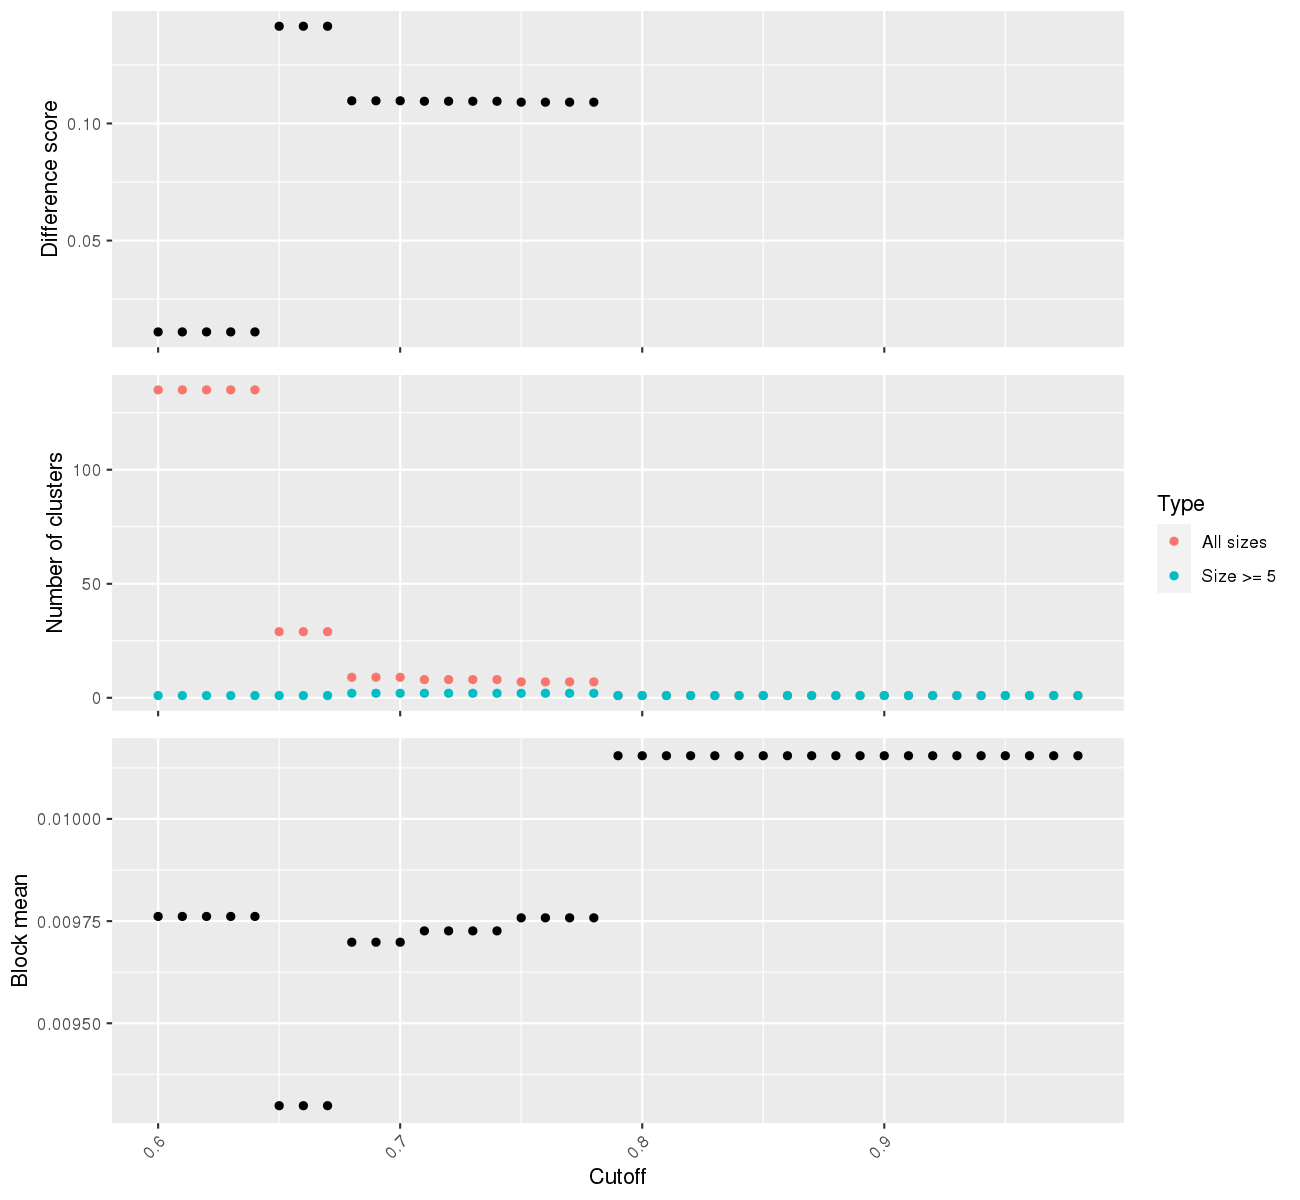 Difference score
0.10
0.05
Number of clusters
100
50
0
Type
All sizes
Size >= 5
Block mean
0.01000
0.00975
0.00950
0.6
0.7
0.8
0.9
Cutoff